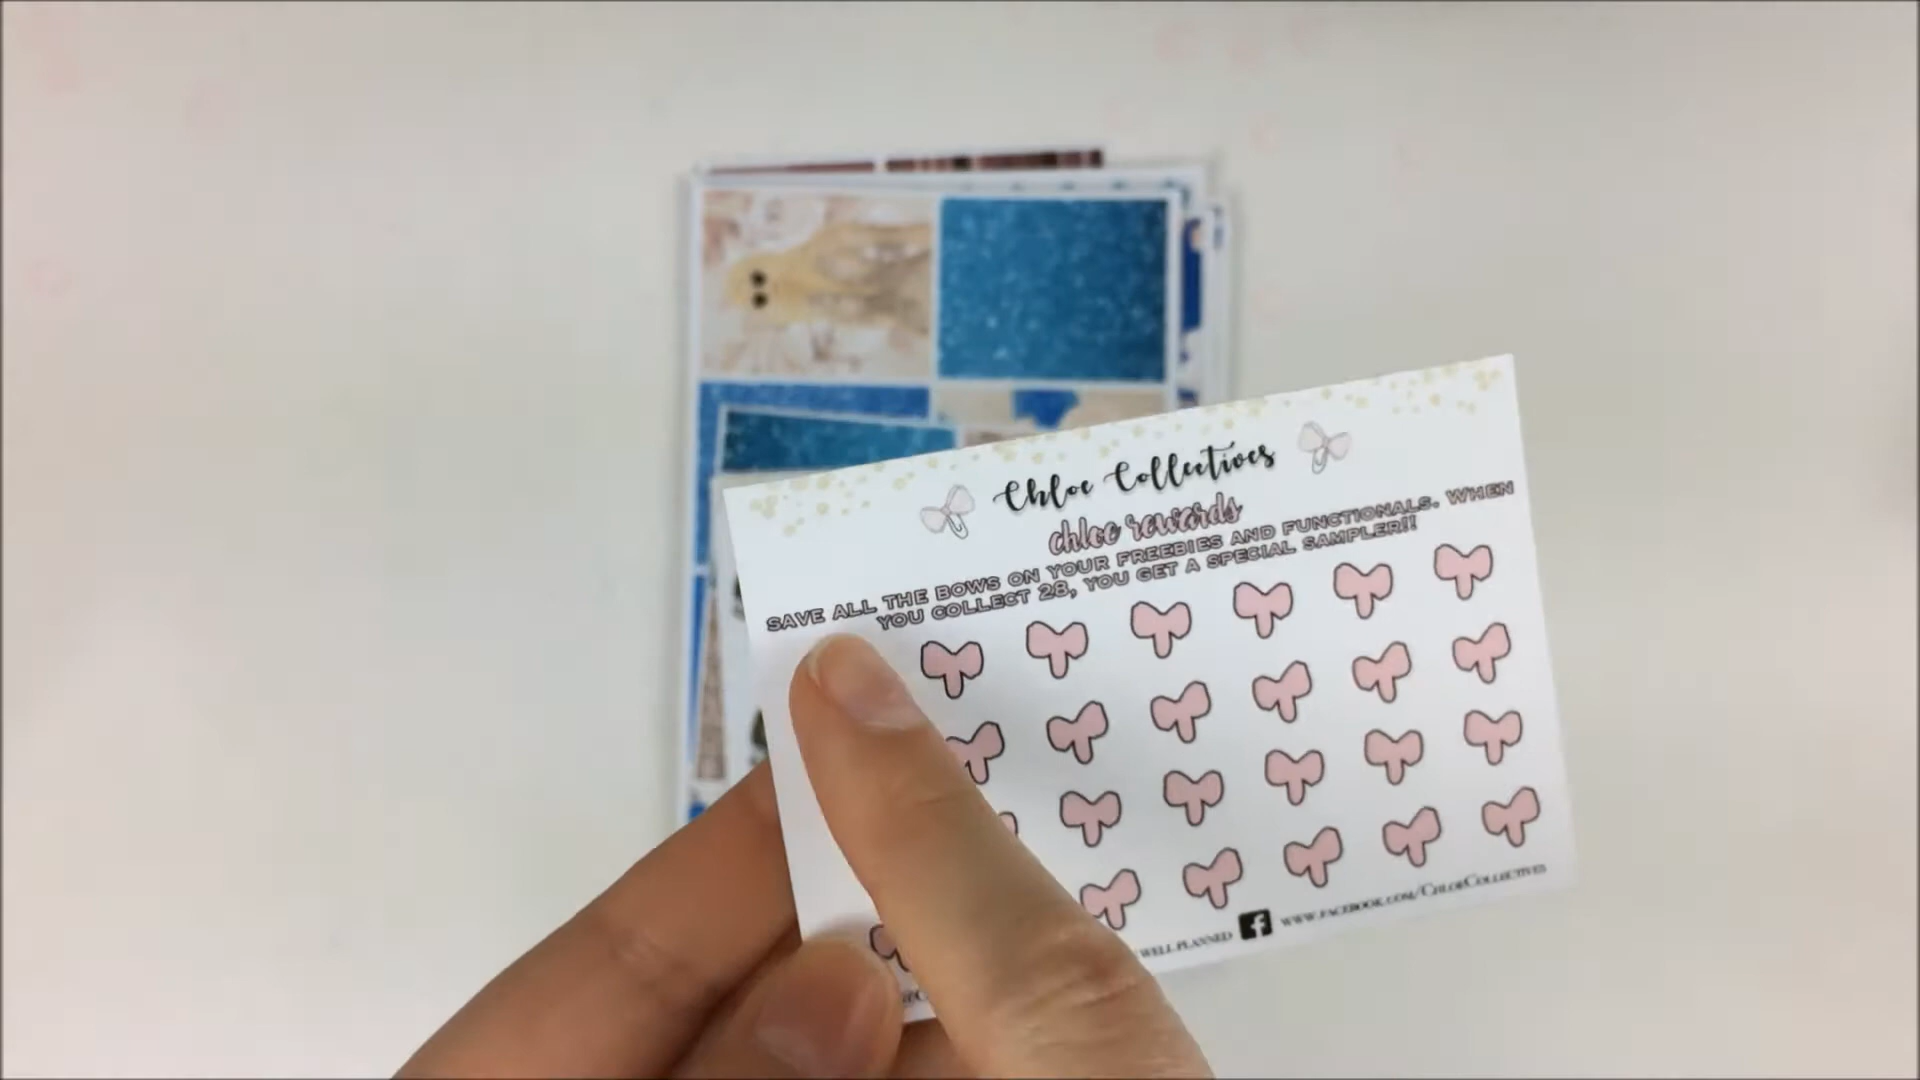 Chloe Collectives
chloe rewards
SAVE ALL THE BOWS ON YOUR FREEBIES AND FUNCTIONALS. WHEN
YOU COLLECT 28, YOU GET A SPECIAL SAMPLER!!
WELL PLANNED WWW.FACEBOOK.COM/CHLOECOLLECTIVES